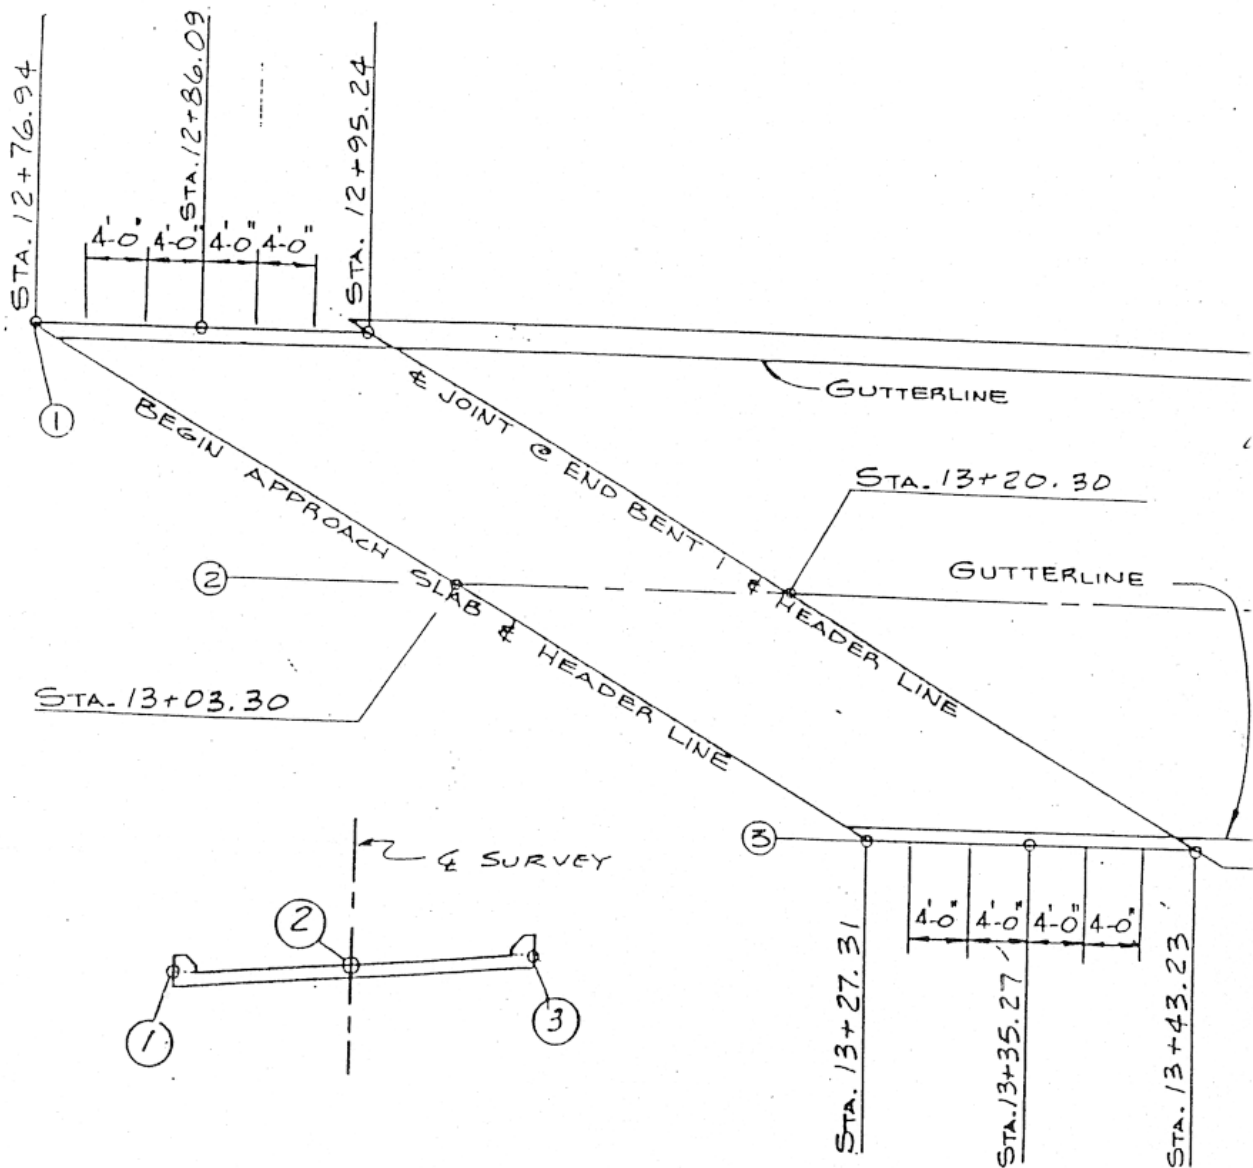 STA. 12+76.94
STA. 12+86.09
STA. 12+95.24
4'-0" 4'-0" 4'-0" 4'-0"
1
GUTTERLINE
BEGIN APPROACH SLAB & HEADER LINE
℄ JOINT @ END BENT 1 & HEADER LINE
STA. 13+20.30
2
GUTTERLINE
STA. 13+03.30
3
℄ SURVEY
2
1
3
4'-0" 4'-0" 4'-0" 4'-0"
STA. 13+27.31
STA. 13+35.27
STA. 13+43.23